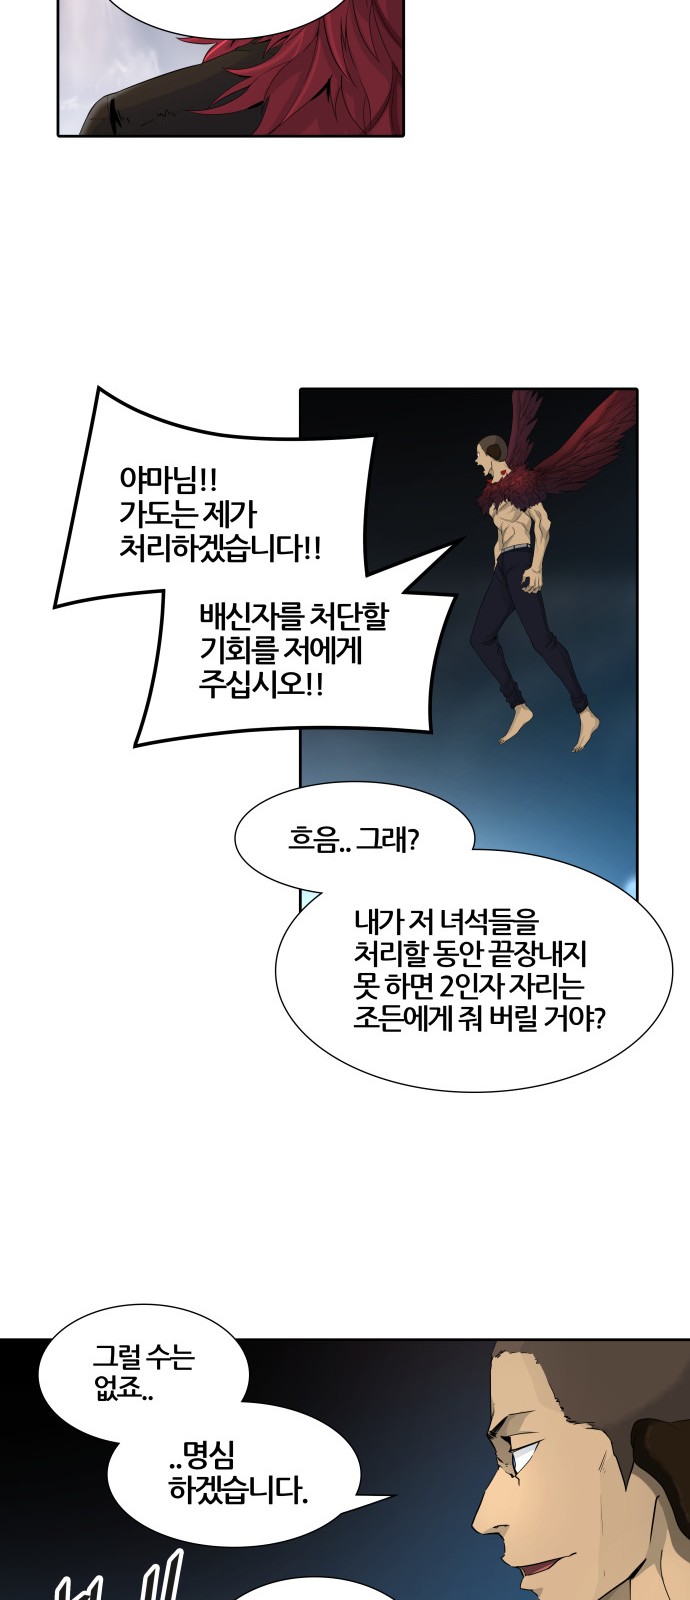 야마님!!
가도는 제가
처리하겠습니다!!
배신자를 처단할
기회를 저에게
주십시오!!
흐음.. 그래?
내가 저 녀석들을
처리할 동안 끝장내지
못 하면 2인자 자리는
조든에게 줘 버릴 거야?
그럴 수는
없죠..
..명심
하겠습니다.